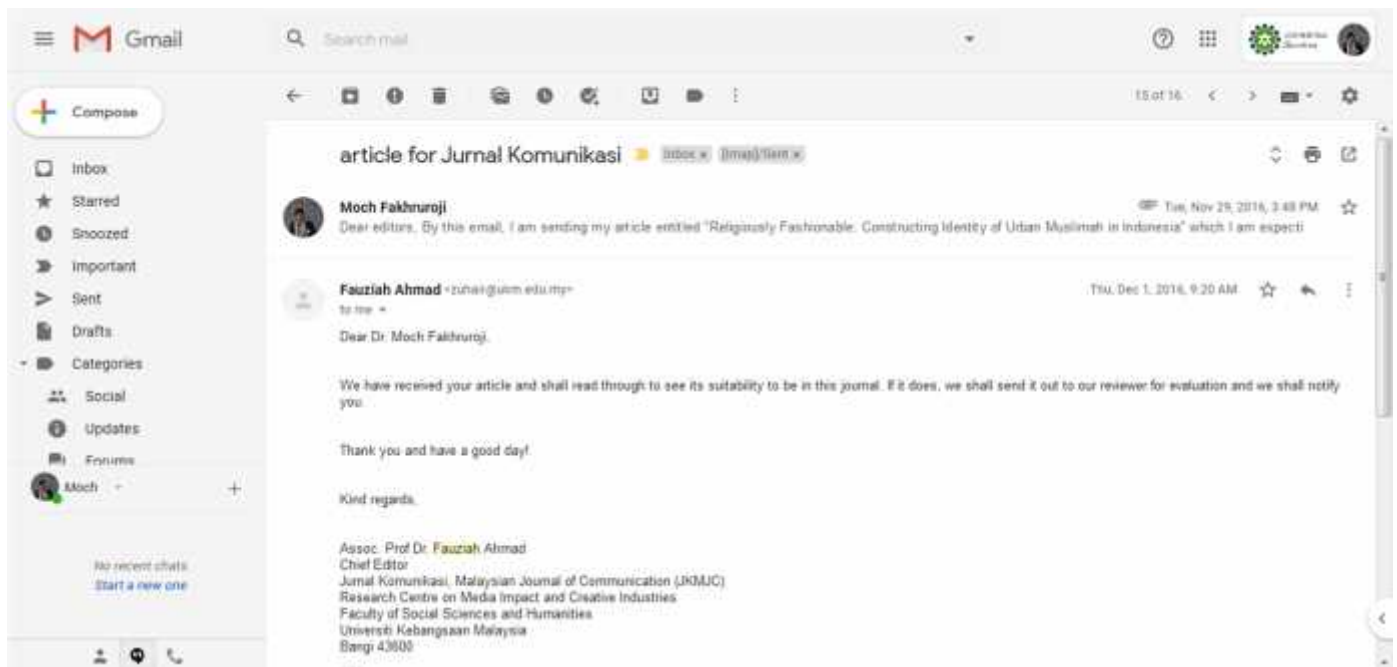 Gmail
Search mail
Compose
15 of 16
Inbox
Starred
Snoozed
Important
Sent
Drafts
Categories
Social
Updates
Forums
Moch
No recent chats
Start a new one
article for Jurnal Komunikasi Inbox x [Imap]/Sent x
Moch Fakhruroji Tue, Nov 29, 2016, 3:48 PM
Dear editors, By this email, I am sending my article entitled "Religiously Fashionable: Constructing Identity of Urban Muslimah in Indonesia" which I am expecti
Fauziah Ahmad Thu, Dec 1, 2016, 9:20 AM
to me
Dear Dr. Moch Fakhruroji,
We have received your article and shall read through to see its suitability to be in this journal. If it does, we shall send it out to our reviewer for evaluation and we shall notify
you.
Thank you and have a good day!
Kind regards,
Assoc. Prof Dr. Fauziah Ahmad
Chief Editor
Jurnal Komunikasi, Malaysian Journal of Communication (JKMJC)
Research Centre on Media Impact and Creative Industries
Faculty of Social Sciences and Humanities
Universiti Kebangsaan Malaysia
Bangi 43600